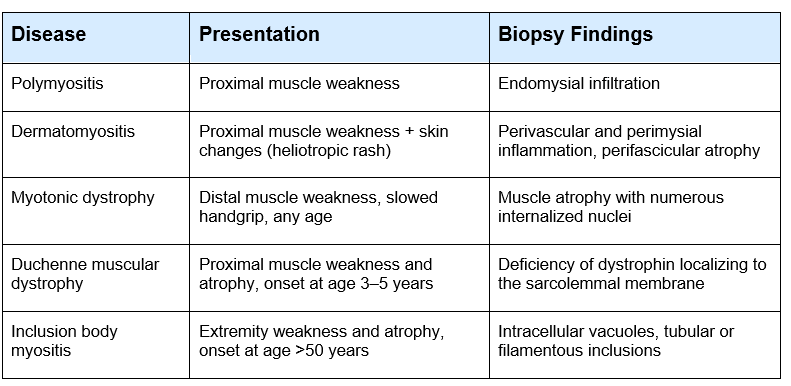 Disease Presentation Biopsy Findings
Polymyositis Proximal muscle weakness Endomysial infiltration
Dermatomyositis Proximal muscle weakness + skin Perivascular and perimysial
changes (heliotropic rash) inflammation, perifascicular atrophy
Myotonic dystrophy Distal muscle weakness, slowed Muscle atrophy with numerous
handgrip, any age internalized nuclei
Duchenne muscular Proximal muscle weakness and Deficiency of dystrophin localizing to
dystrophy atrophy, onset at age 3–5 years the sarcolemmal membrane
Inclusion body Extremity weakness and atrophy, Intracellular vacuoles, tubular or
myositis onset at age >50 years filamentous inclusions